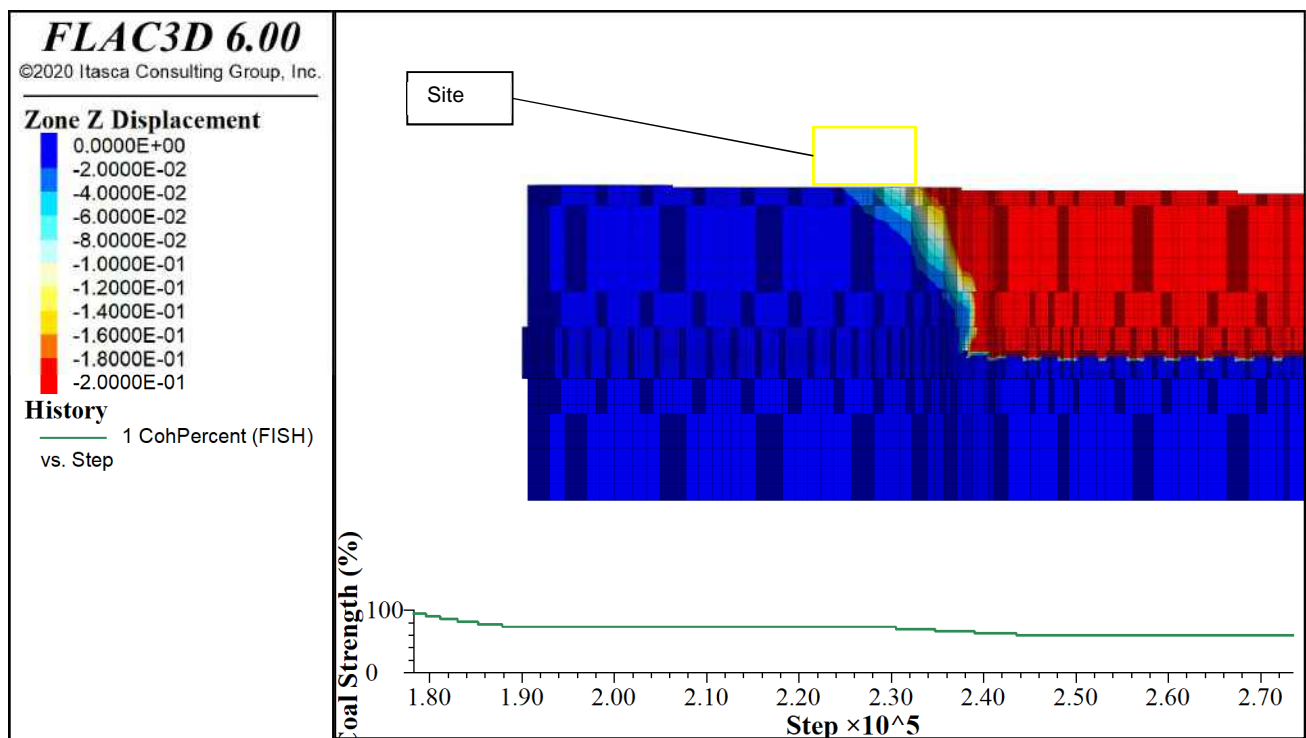 FLAC3D 6.00
©2020 Itasca Consulting Group, Inc.
Zone Z Displacement
0.0000E+00
-2.0000E-02
-4.0000E-02
-6.0000E-02
-8.0000E-02
-1.0000E-01
-1.2000E-01
-1.4000E-01
-1.6000E-01
-1.8000E-01
-2.0000E-01
History
1 CohPercent (FISH)
vs. Step
Site
oal Strength (%)
100
0
1.80 1.90 2.00 2.10 2.20 2.30 2.40 2.50 2.60 2.70
Step ×10^5